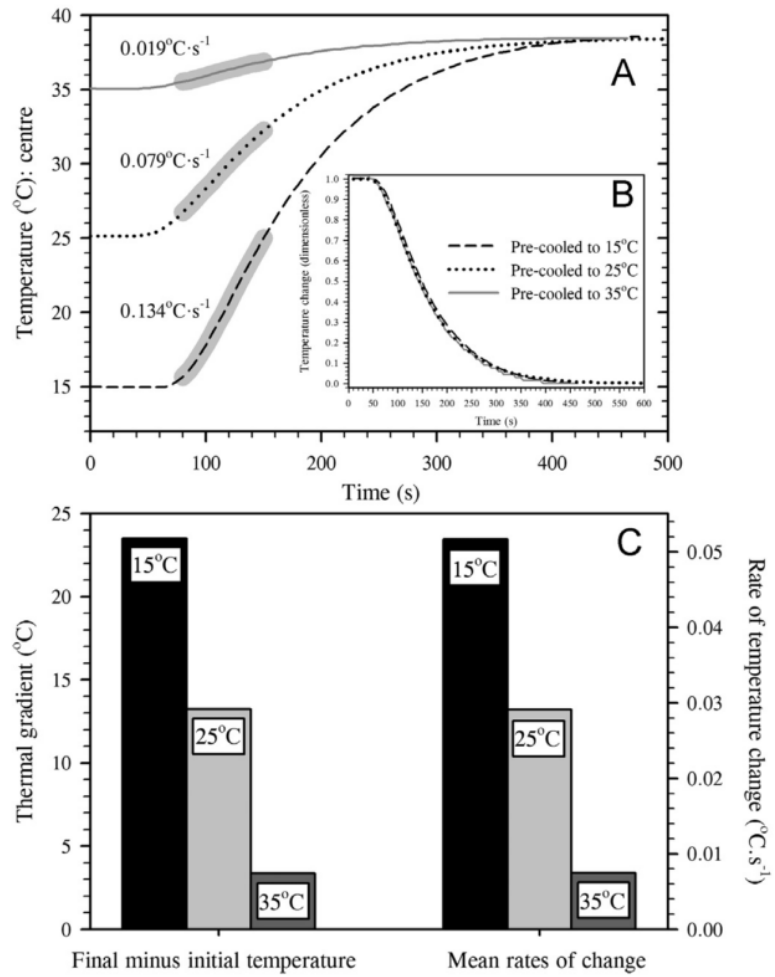 A
Temperature (°C): centre
40
35
30
25
20
15
0.019°C·s⁻¹
0.079°C·s⁻¹
0.134°C·s⁻¹
0
100
200
300
400
500
Time (s)
B
Temperature change (dimensionless)
1.0
0.9
0.8
0.7
0.6
0.5
0.4
0.3
0.2
0.1
0.0
Pre-cooled to 15°C
Pre-cooled to 25°C
Pre-cooled to 35°C
0 50 100 150 200 250 300 350 400 450 500 550 600
Time (s)
C
Thermal gradient (°C)
25
20
15
10
5
0
15°C
25°C
35°C
15°C
25°C
35°C
0.05
0.04
0.03
0.02
0.01
0.00
Rate of temperature change (°C.s⁻¹)
Final minus initial temperature
Mean rates of change